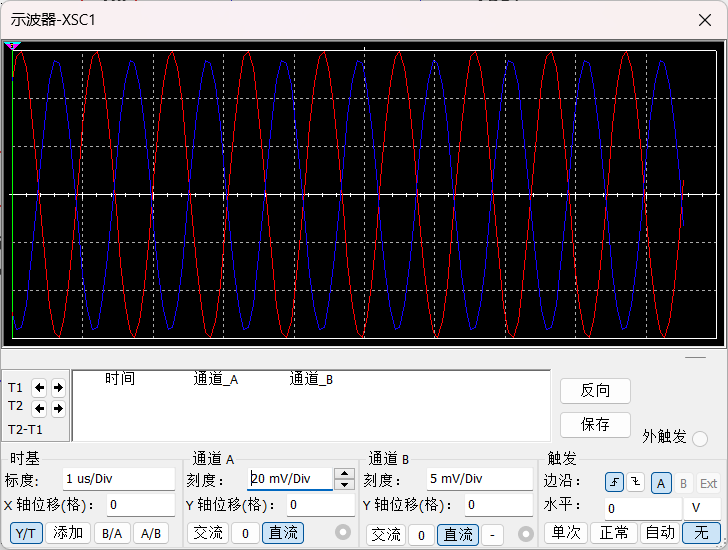 示波器-XSC1
时间 通道_A 通道_B
T1
T2
T2-T1
反向
保存
外触发
时基
标度: 1 us/Div
X 轴位移(格): 0
Y/T 添加 B/A A/B
通道 A
刻度: 20 mV/Div
Y 轴位移(格): 0
交流 0 直流
通道 B
刻度: 5 mV/Div
Y 轴位移(格): 0
交流 0 直流 -
触发
边沿: A B Ext
水平: 0 V
单次 正常 自动 无